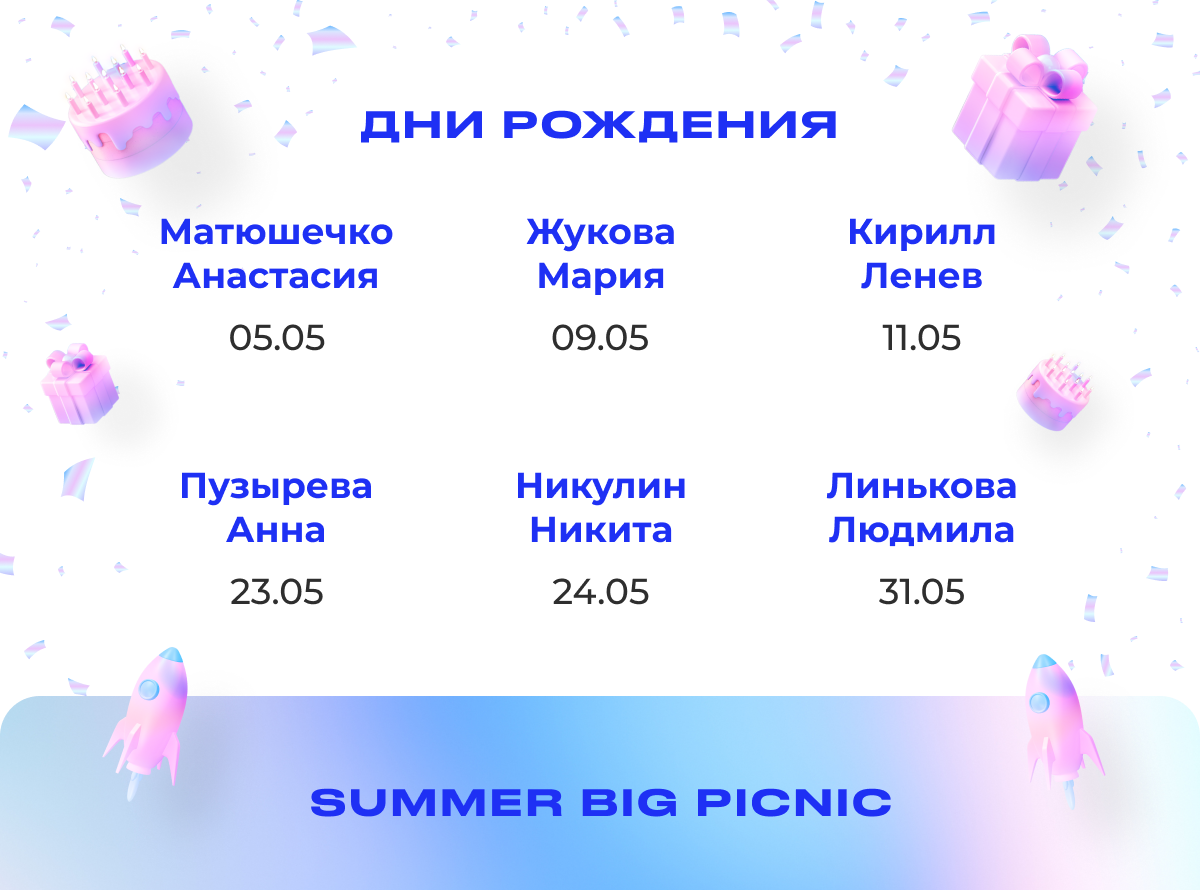 ДНИ РОЖДЕНИЯ
Матюшечко
Анастасия
05.05
Жукова
Мария
09.05
Кирилл
Ленев
11.05
Пузырева
Анна
23.05
Никулин
Никита
24.05
Линькова
Людмила
31.05
SUMMER BIG PICNIC